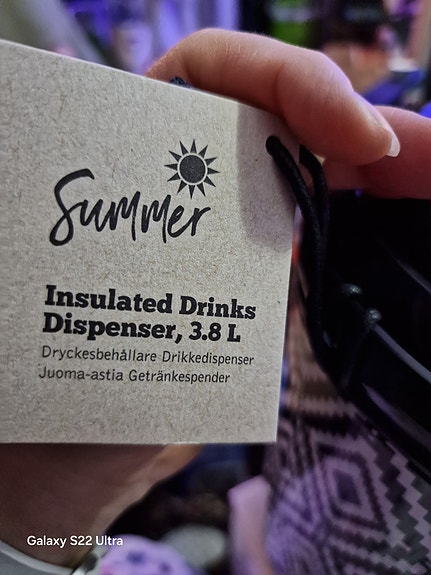 Summer
Insulated Drinks
Dispenser, 3.8 L
Dryckesbehållare Drikkedispenser
Juoma-astia Getränkespender
Galaxy S22 Ultra